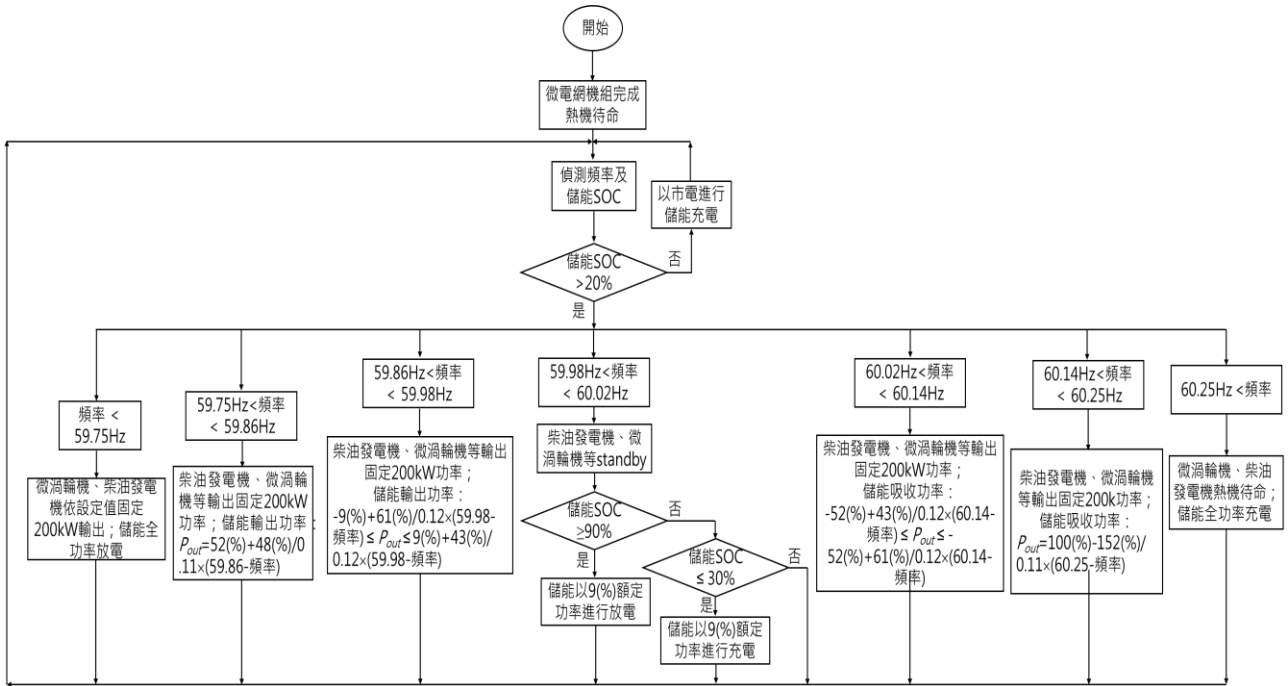 開始
微電網機組完成
熱機待命
偵測頻率及
儲能SOC
以市電進行
儲能充電
儲能SOC
>20%
否
是
頻率 <
59.75Hz
微渦輪機、柴油發電
機依設定值固定
200kW輸出；儲能全
功率放電
59.75Hz<頻率
< 59.86Hz
柴油發電機、微渦輪
機等輸出固定200kW
功率；儲能輸出功率:
Pout=52(%)+48(%)/0
.11×(59.86-頻率)
59.86Hz<頻率
< 59.98Hz
柴油發電機、微渦輪機等輸出
固定200kW功率；
儲能輸出功率：
-9(%)+61(%)/0.12×(59.98-
頻率) ≤ Pout ≤ 9(%)+43(%)/
0.12×(59.98-頻率)
59.98Hz<頻率
< 60.02Hz
柴油發電機、微
渦輪機等standby
儲能SOC
≥90%
否
是
儲能以9(%)額定
功率進行放電
儲能SOC
≤ 30%
否
是
儲能以9(%)額定
功率進行充電
60.02Hz<頻率
< 60.14Hz
柴油發電機、微渦輪機等輸出
固定200kW功率；
儲能吸收功率：
-52(%)+43(%)/0.12×(60.14-
頻率) ≤ Pout ≤ -
52(%)+61(%)/0.12×(60.14-
頻率)
60.14Hz<頻率
< 60.25Hz
柴油發電機、微渦輪機
等輸出固定200k功率；
儲能吸收功率：
Pout=100(%)-152(%)/
0.11×(60.25-頻率)
60.25Hz <頻率
微渦輪機、柴油
發電機熱機待命；
儲能全功率充電